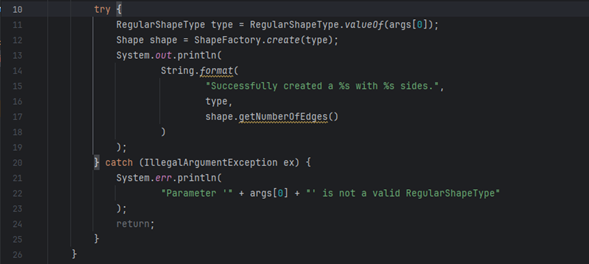 10 try {
11 RegularShapeType type = RegularShapeType.valueOf(args[0]);
12 Shape shape = ShapeFactory.create(type);
13 System.out.println(
14 String.format(
15 "Successfully created a %s with %s sides.",
16 type,
17 shape.getNumberOfEdges()
18 )
19 );
20 } catch (IllegalArgumentException ex) {
21 System.err.println(
22 "Parameter '" + args[0] + "' is not a valid RegularShapeType"
23 );
24 return;
25 }
26 }